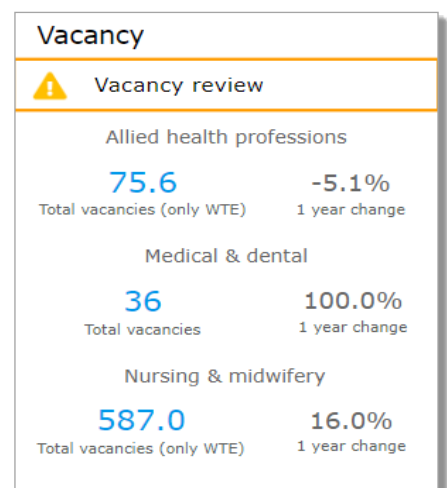 Vacancy
Vacancy review
Allied health professions
75.6 -5.1%
Total vacancies (only WTE) 1 year change
Medical & dental
36 100.0%
Total vacancies 1 year change
Nursing & midwifery
587.0 16.0%
Total vacancies (only WTE) 1 year change